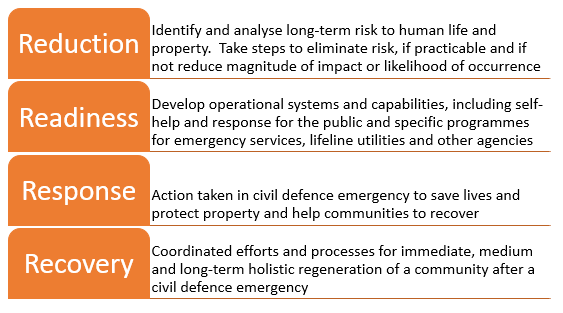 Reduction
Identify and analyse long-term risk to human life and
property.  Take steps to eliminate risk, if practicable and if
not reduce magnitude of impact or likelihood of occurrence
Readiness
Develop operational systems and capabilities, including self-
help and response for the public and specific programmes
for emergency services, lifeline utilities and other agencies
Response
Action taken in civil defence emergency to save lives and
protect property and help communities to recover
Recovery
Coordinated efforts and processes for immediate, medium
and long-term holistic regeneration of a community after a
civil defence emergency